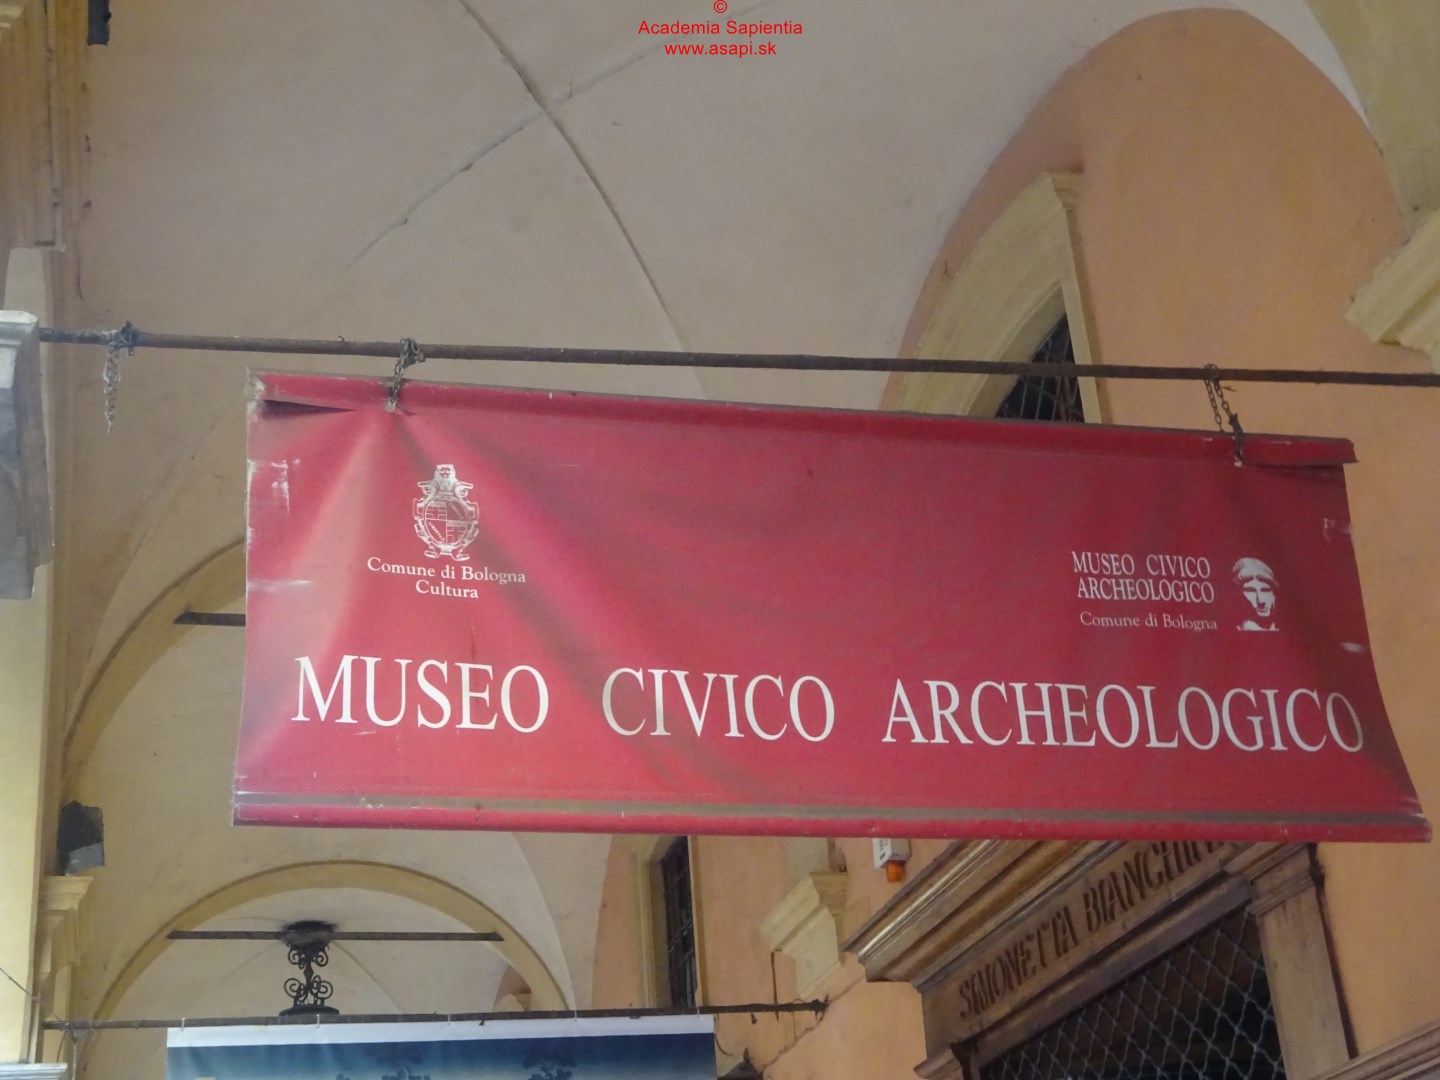 ©
Academia Sapientia
www.asapi.sk
Comune di Bologna
Cultura
MUSEO CIVICO
ARCHEOLOGICO
Comune di Bologna
MUSEO CIVICO ARCHEOLOGICO
SIMONETTA